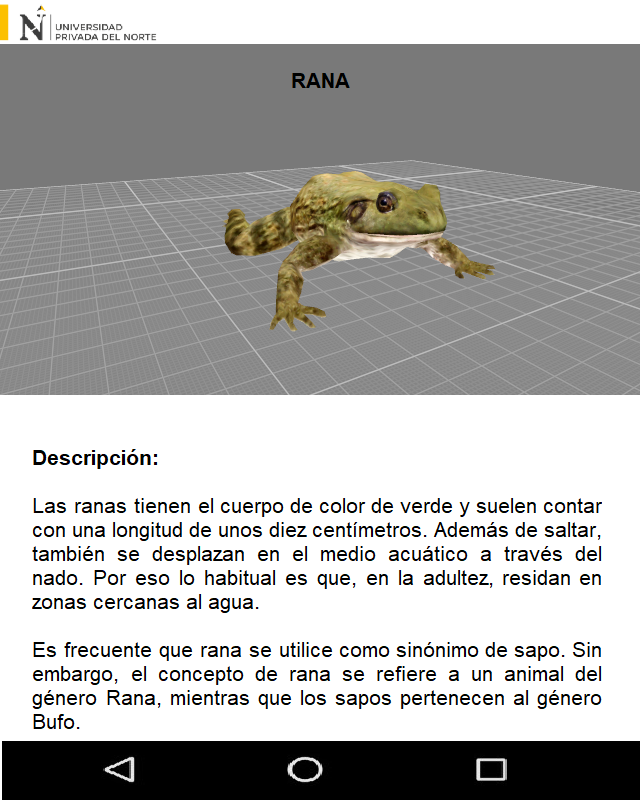 UNIVERSIDAD
PRIVADA DEL NORTE
RANA
Descripción:
Las ranas tienen el cuerpo de color de verde y suelen contar
con una longitud de unos diez centímetros. Además de saltar,
también se desplazan en el medio acuático a través del
nado. Por eso lo habitual es que, en la adultez, residan en
zonas cercanas al agua.
Es frecuente que rana se utilice como sinónimo de sapo. Sin
embargo, el concepto de rana se refiere a un animal del
género Rana, mientras que los sapos pertenecen al género
Bufo.